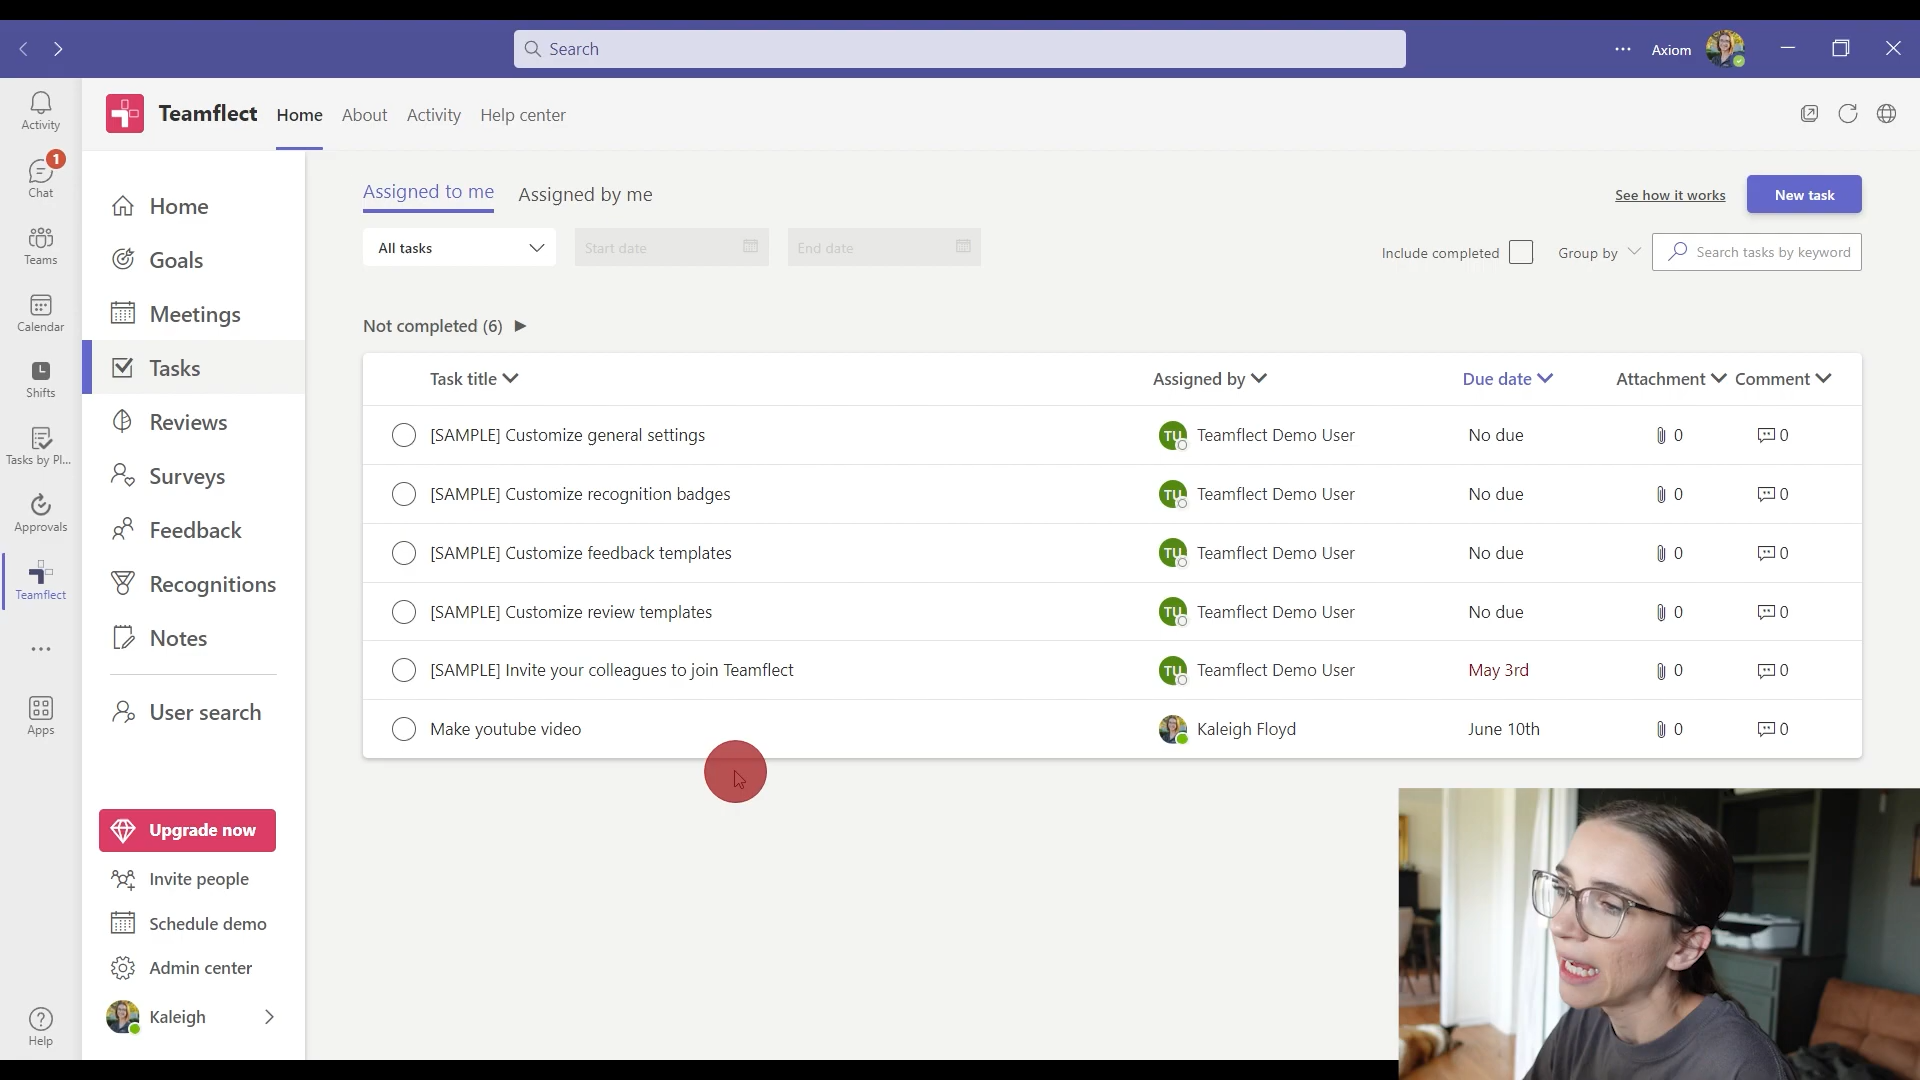 Search
Axiom
Activity
1
Chat
Teams
Calendar
Shifts
Tasks by Pl...
Approvals
Teamflect
Apps
Help
Teamflect Home About Activity Help center
Home
Goals
Meetings
Tasks
Reviews
Surveys
Feedback
Recognitions
Notes
User search
Upgrade now
Invite people
Schedule demo
Admin center
Kaleigh
Assigned to me Assigned by me
See how it works New task
All tasks Start date End date
Include completed Group by Search tasks by keyword
Not completed (6)
Task title Assigned by Due date Attachment Comment
[SAMPLE] Customize general settings TU Teamflect Demo User No due 0 0
[SAMPLE] Customize recognition badges TU Teamflect Demo User No due 0 0
[SAMPLE] Customize feedback templates TU Teamflect Demo User No due 0 0
[SAMPLE] Customize review templates TU Teamflect Demo User No due 0 0
[SAMPLE] Invite your colleagues to join Teamflect TU Teamflect Demo User May 3rd 0 0
Make youtube video Kaleigh Floyd June 10th 0 0